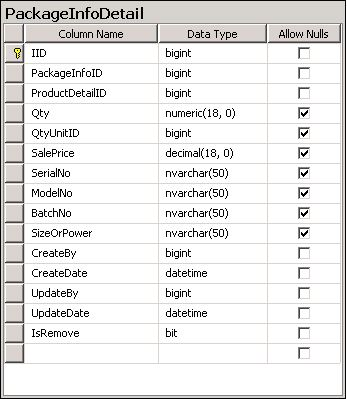 PackageInfoDetail
Column Name Data Type Allow Nulls
IID bigint
PackageInfoID bigint
ProductDetailID bigint
Qty numeric(18, 0)
QtyUnitID bigint
SalePrice decimal(18, 0)
SerialNo nvarchar(50)
ModelNo nvarchar(50)
BatchNo nvarchar(50)
SizeOrPower nvarchar(50)
CreateBy bigint
CreateDate datetime
UpdateBy bigint
UpdateDate datetime
IsRemove bit